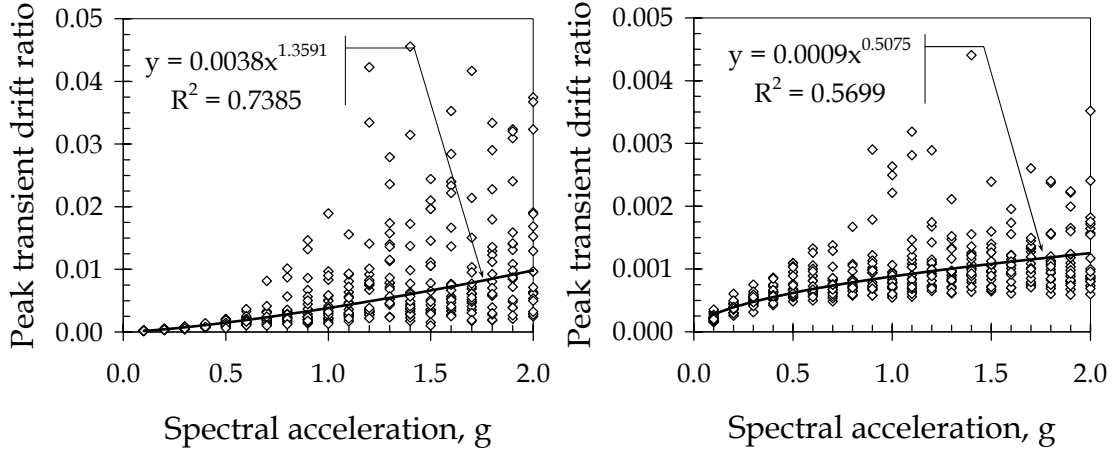 Peak transient drift ratio
0.05
0.04
0.03
0.02
0.01
0.00
y = 0.0038x^1.3591
R² = 0.7385
0.0 0.5 1.0 1.5 2.0
Spectral acceleration, g
Peak transient drift ratio
0.005
0.004
0.003
0.002
0.001
0.000
y = 0.0009x^0.5075
R² = 0.5699
0.0 0.5 1.0 1.5 2.0
Spectral acceleration, g